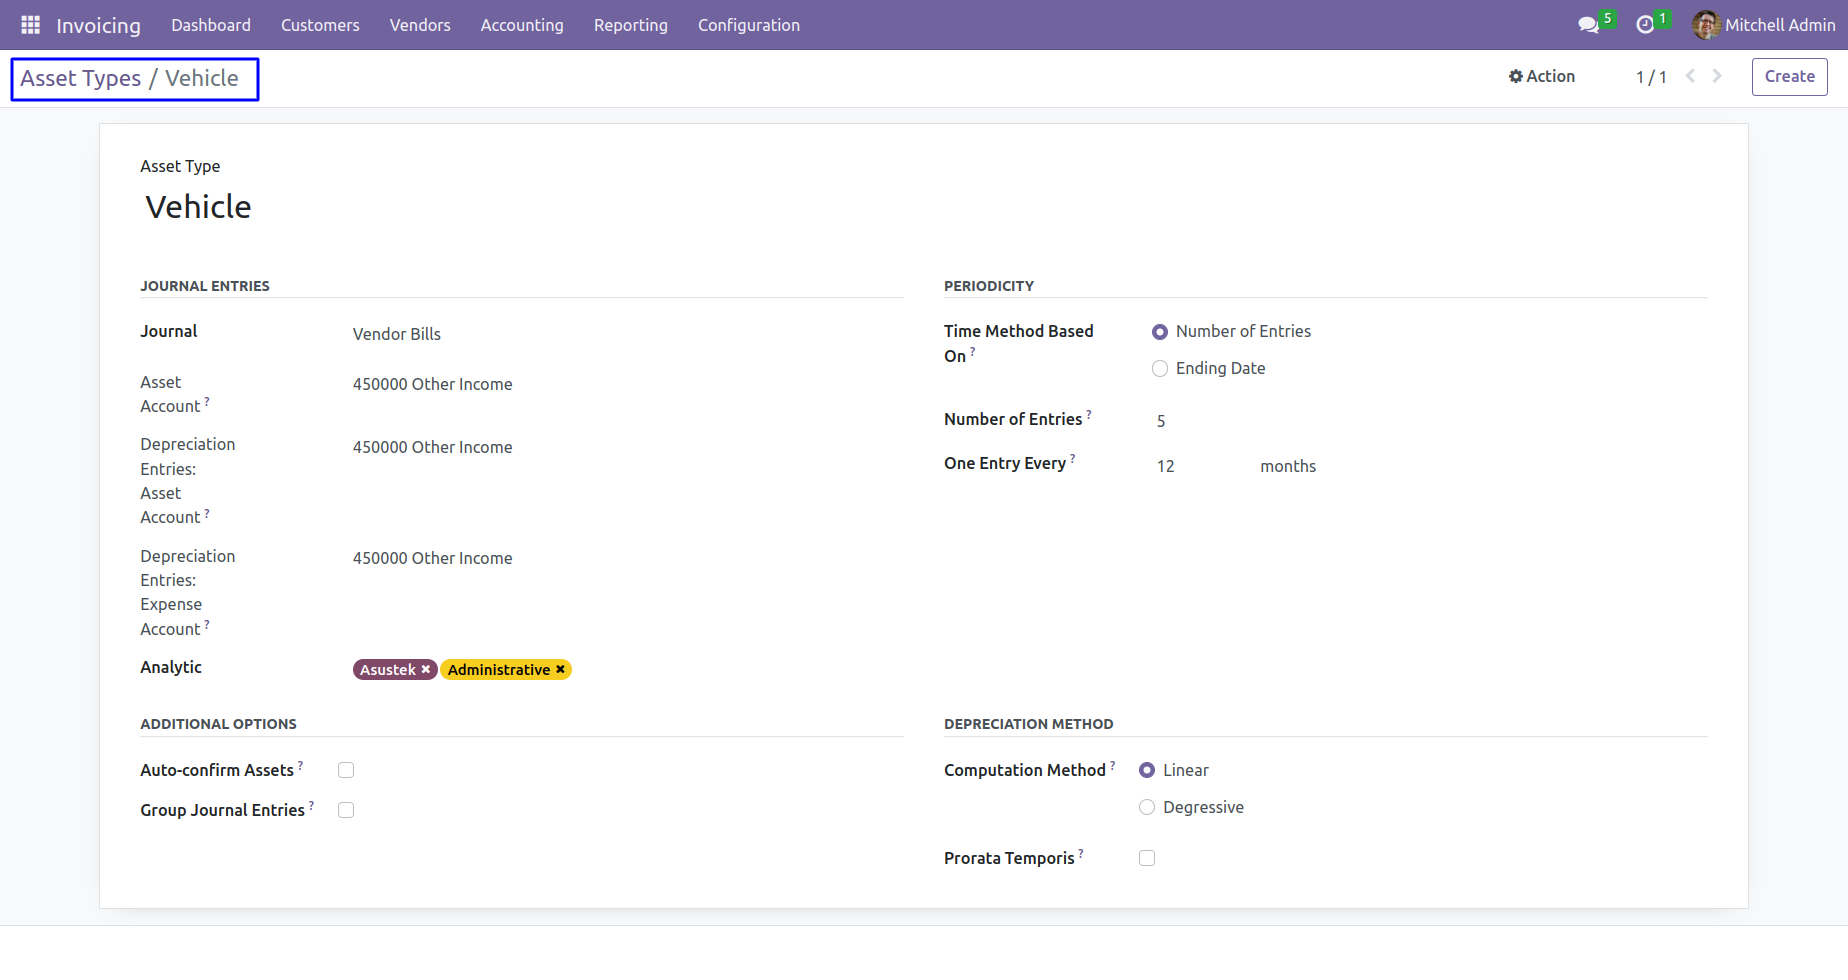 Invoicing Dashboard Customers Vendors Accounting Reporting Configuration 5 1 Mitchell Admin
Asset Types / Vehicle Action 1 / 1 Create
Asset Type
Vehicle
JOURNAL ENTRIES
Journal Vendor Bills
Asset 450000 Other Income
Account ?
Depreciation 450000 Other Income
Entries:
Asset
Account ?
Depreciation 450000 Other Income
Entries:
Expense
Account ?
Analytic Asustek ✖ Administrative ✖
PERIODICITY
Time Method Based Number of Entries
On ?
Ending Date
Number of Entries ? 5
One Entry Every ? 12 months
ADDITIONAL OPTIONS
Auto-confirm Assets ?
Group Journal Entries ?
DEPRECIATION METHOD
Computation Method ? Linear
Degressive
Prorata Temporis ?